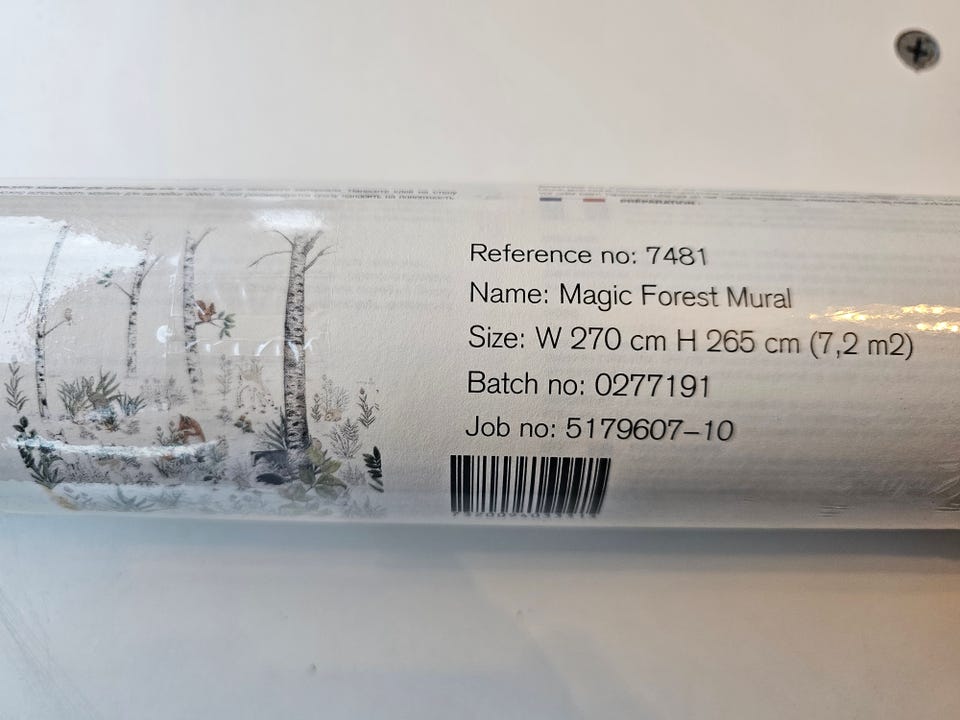 Reference no: 7481
Name: Magic Forest Mural
Size: W 270 cm H 265 cm (7,2 m2)
Batch no: 0277191
Job no: 5179607–10